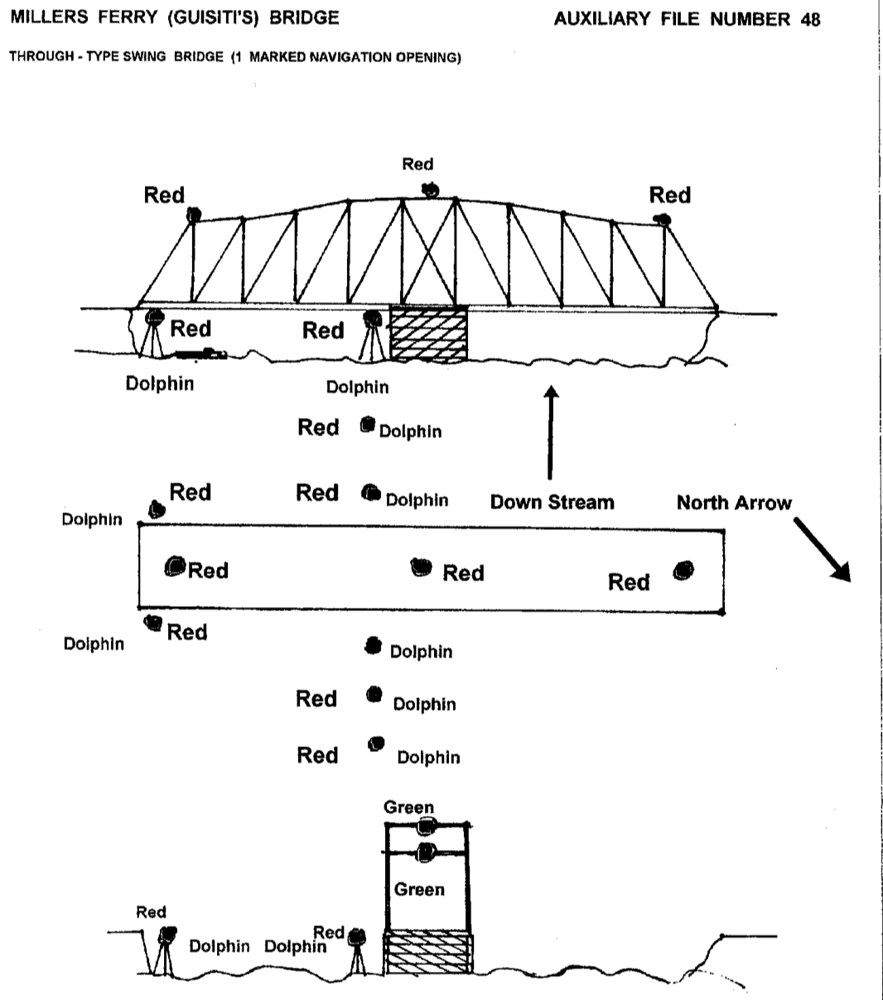 MILLERS FERRY (GUISITI'S) BRIDGE AUXILIARY FILE NUMBER 48
THROUGH - TYPE SWING BRIDGE (1 MARKED NAVIGATION OPENING)
Red
Red Red
Red Red
Dolphin Dolphin
Red Dolphin
Red Red Dolphin Down Stream North Arrow
Dolphin
Red Red Red
Dolphin Red
Dolphin
Red Dolphin
Red Dolphin
Green
Green
Red
Red
Dolphin Dolphin